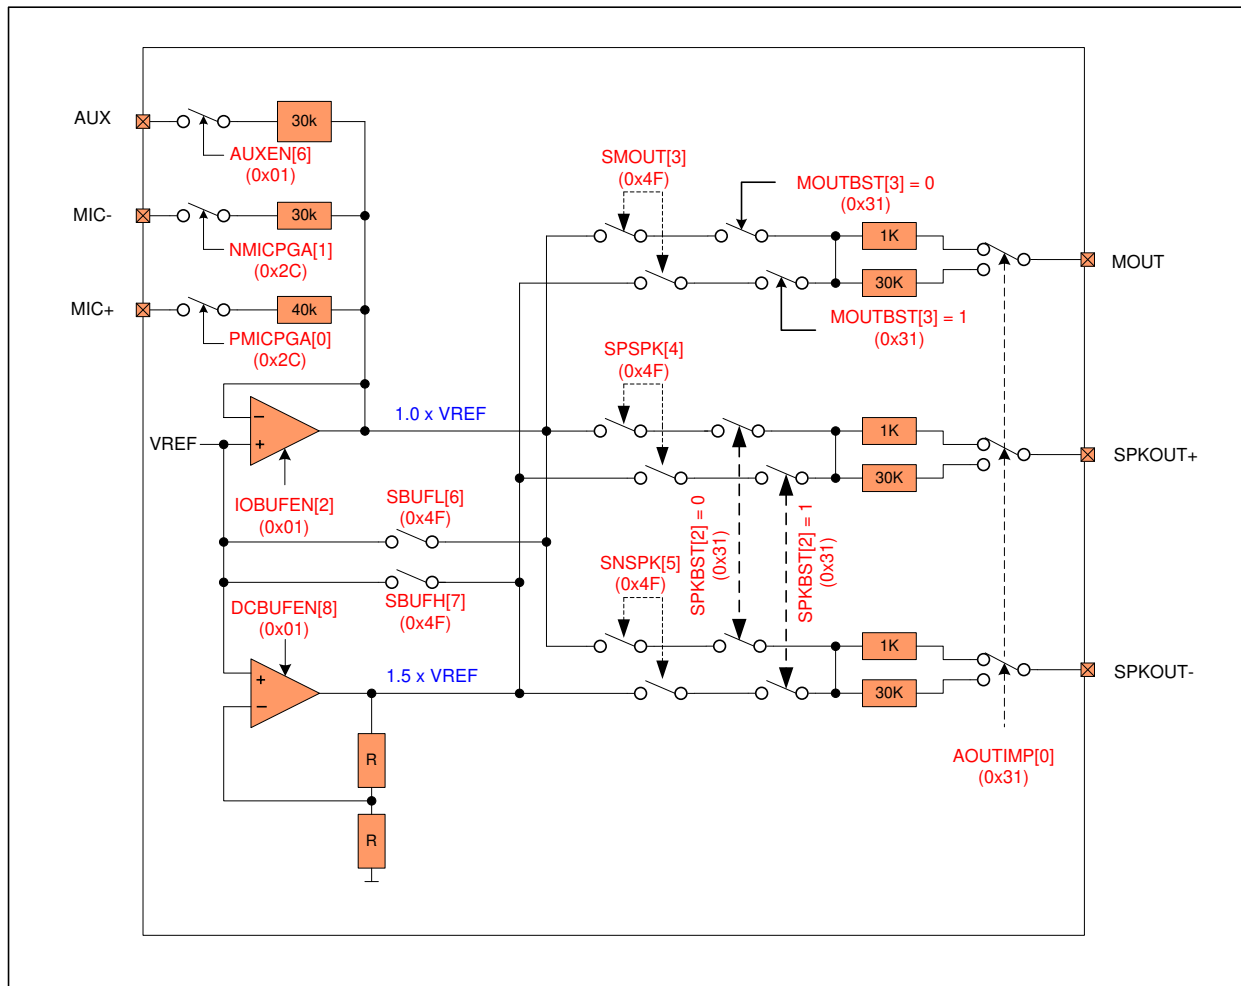 AUX
30k
AUXEN[6]
(0x01)
MIC-
30k
NMICPGA[1]
(0x2C)
MIC+
40k
PMICPGA[0]
(0x2C)
VREF
−
+
1.0 x VREF
IOBUFEN[2]
(0x01)
SBUFL[6]
(0x4F)
SBUFH[7]
(0x4F)
DCBUFEN[8]
(0x01)
+
−
1.5 x VREF
R
R
SMOUT[3]
(0x4F)
MOUTBST[3] = 0
(0x31)
1K
30K
MOUT
MOUTBST[3] = 1
(0x31)
SPSPK[4]
(0x4F)
1K
30K
SPKOUT+
SPKBST[2] = 0
(0x31)
SPKBST[2] = 1
(0x31)
SNSPK[5]
(0x4F)
1K
30K
SPKOUT-
AOUTIMP[0]
(0x31)